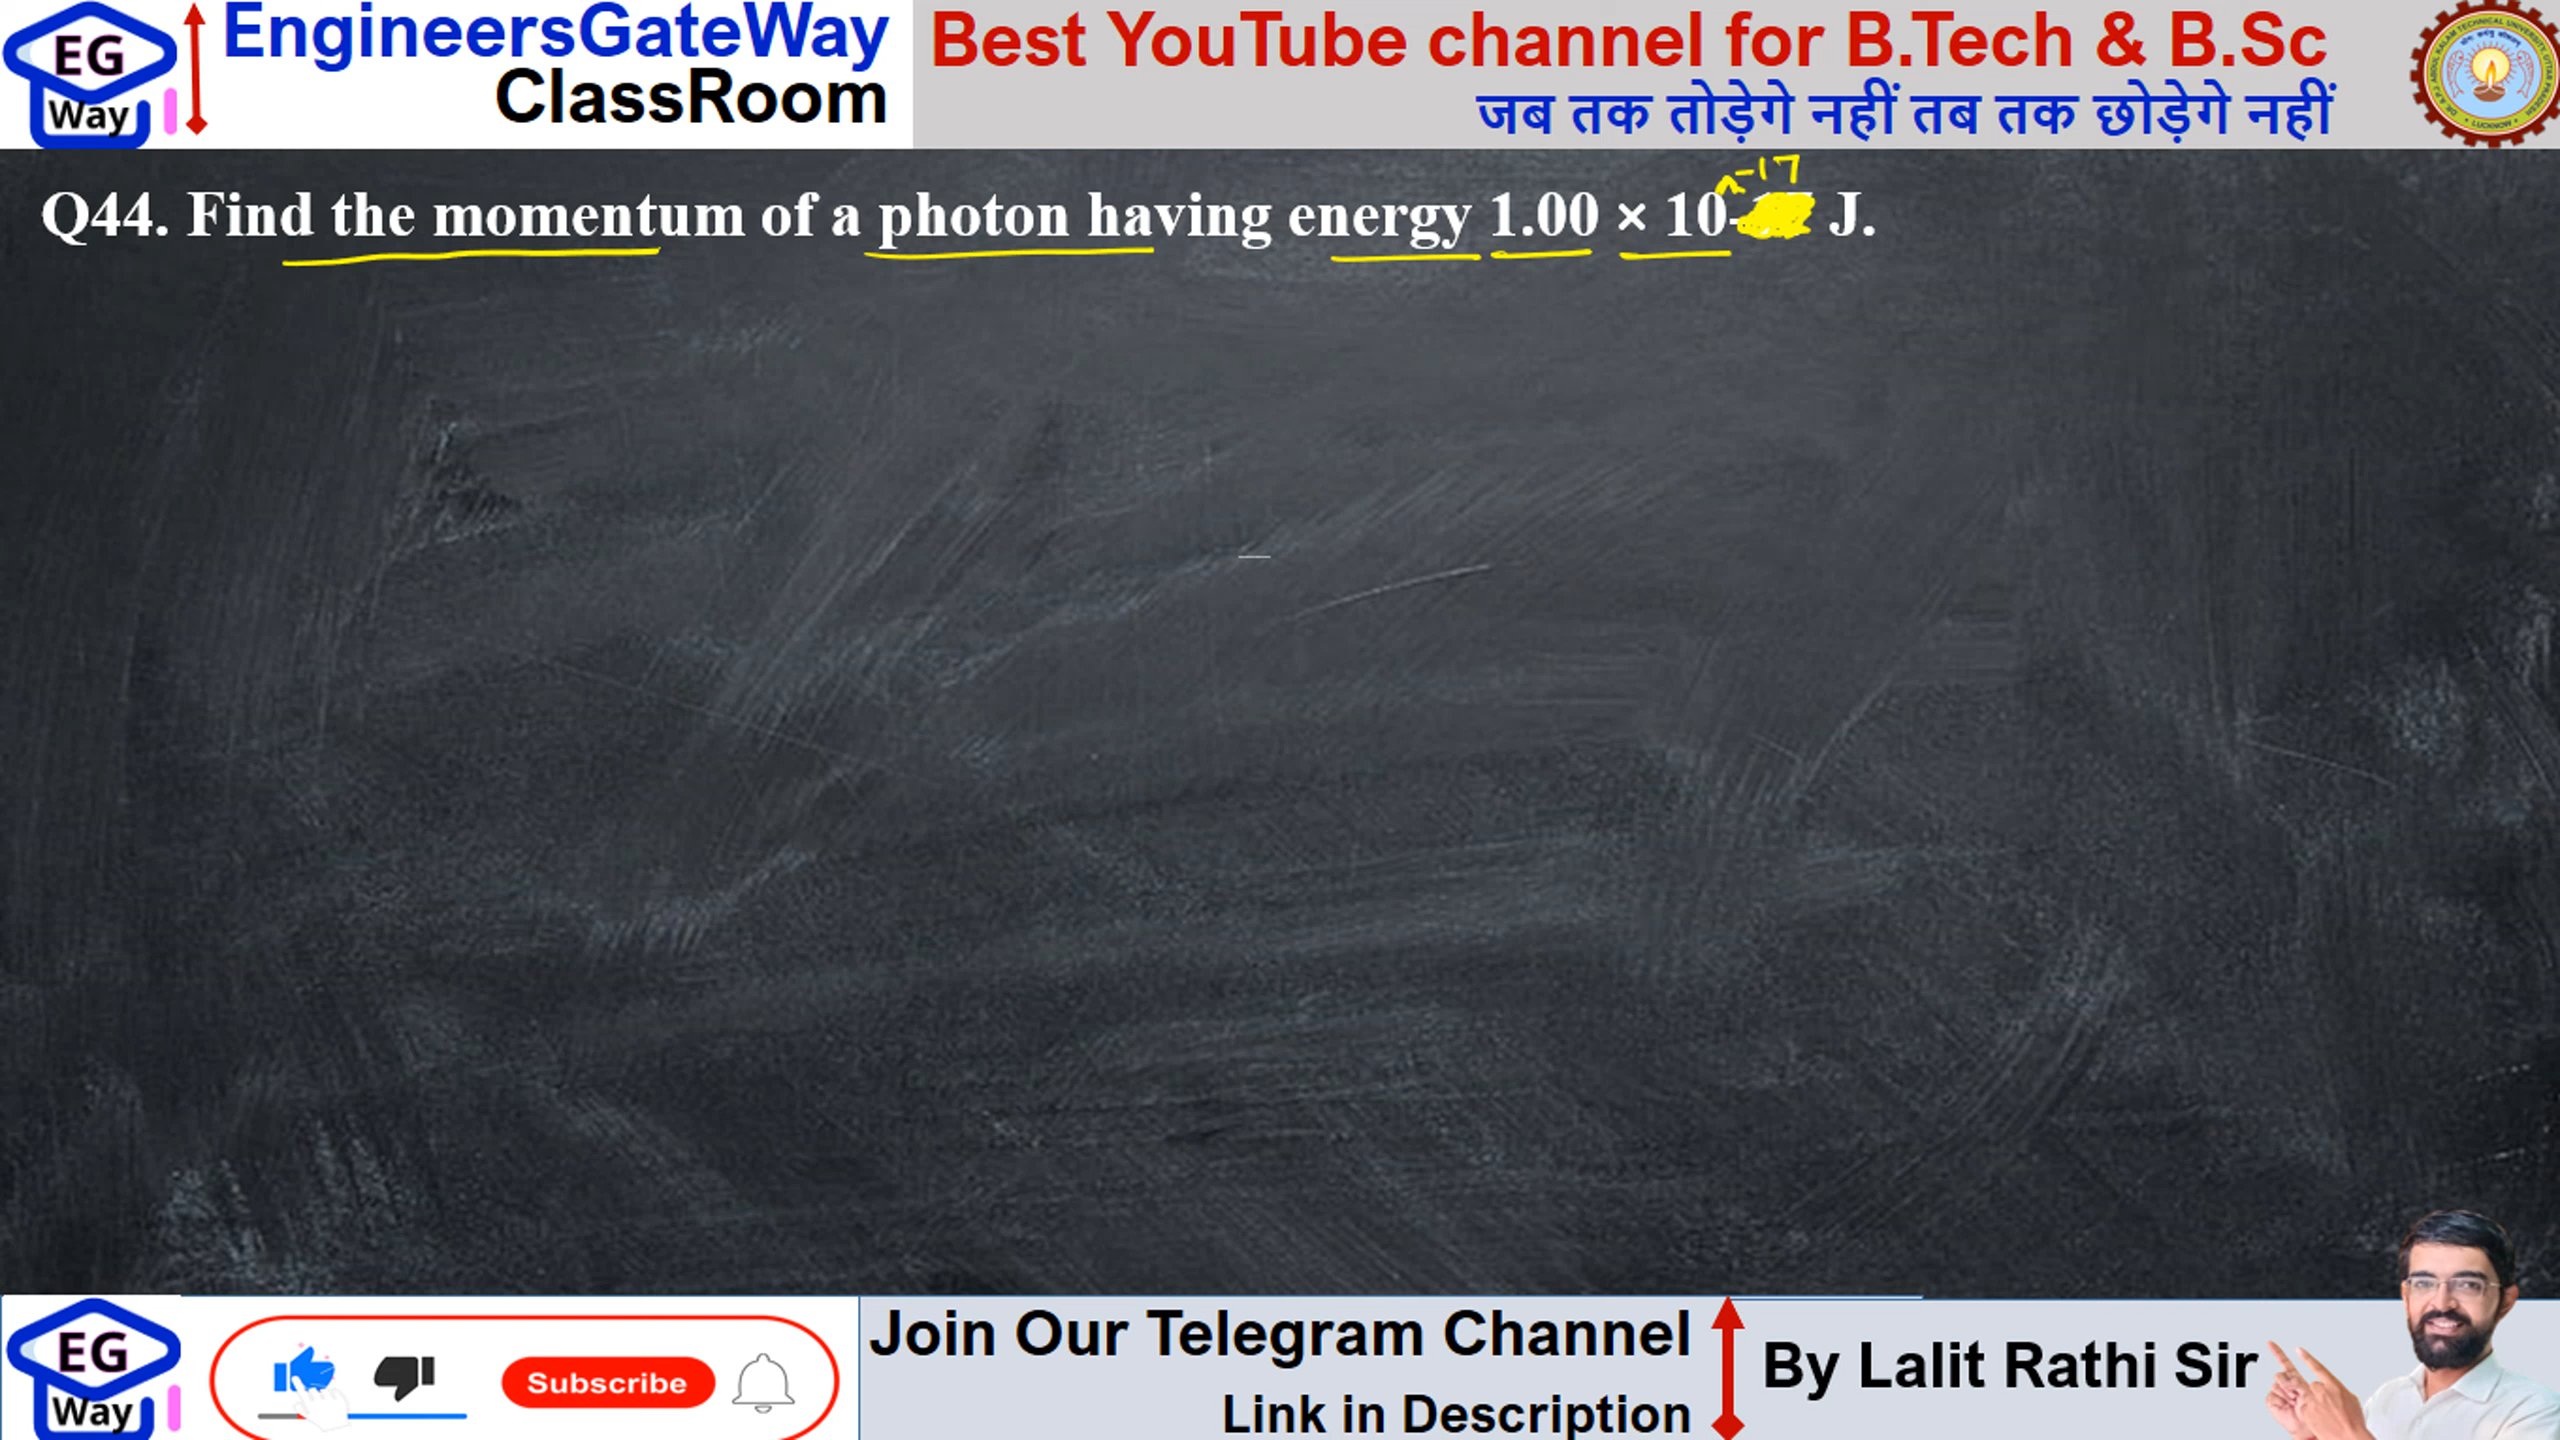 EG
Way
EngineersGateWay
ClassRoom
Best YouTube channel for B.Tech & B.Sc
जब तक तोड़ेगे नहीं तब तक छोड़ेगे नहीं
-17
Q44. Find the momentum of a photon having energy 1.00 × 10- J.
EG
Way
Subscribe
Join Our Telegram Channel
Link in Description
By Lalit Rathi Sir